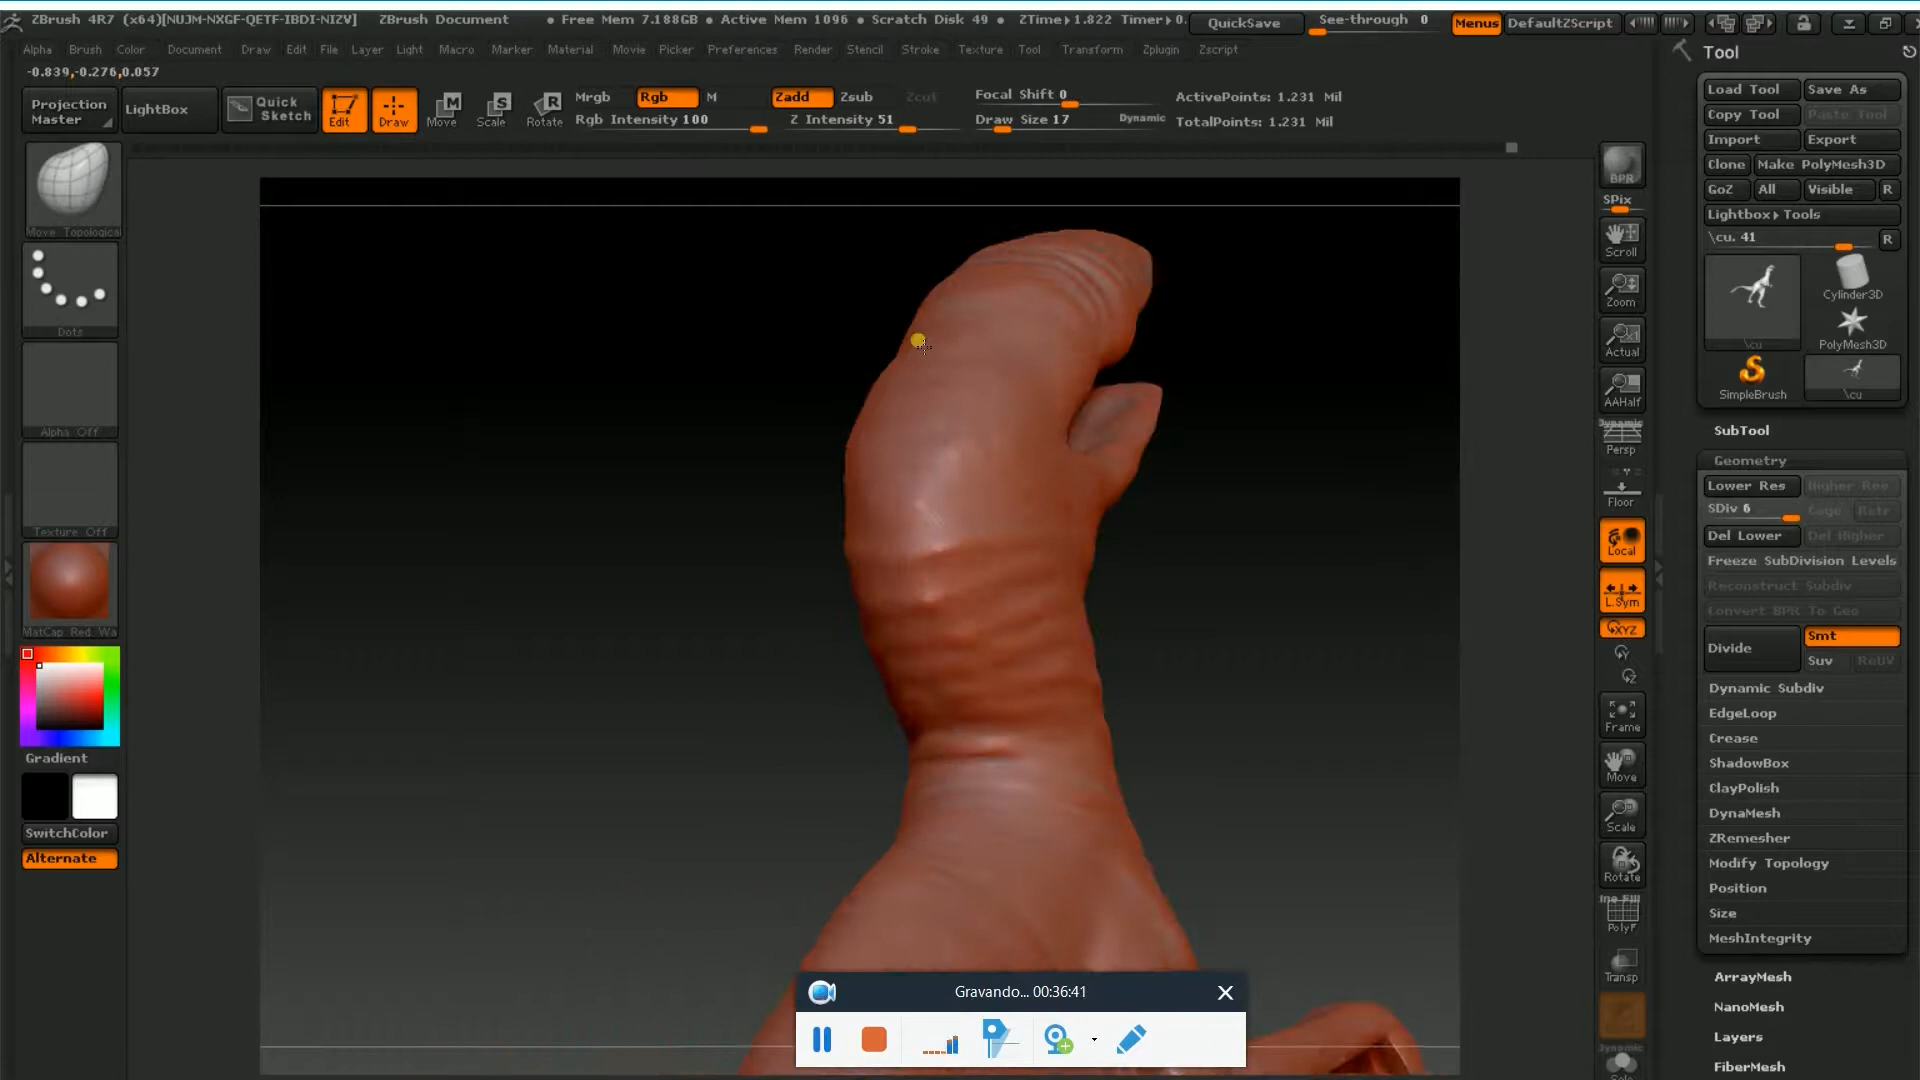 ZBrush 4R7 (x64)[NUJM-NXGF-QETF-IBDI-NIZV] ZBrush Document • Free Mem 7.188GB • Active Mem 1096 • Scratch Disk 49 • ZTime▸1.822 Timer▸0. QuickSave See-through 0 Menus DefaultZScript
Alpha Brush Color Document Draw Edit File Layer Light Macro Marker Material Movie Picker Preferences Render Stencil Stroke Texture Tool Transform Zplugin Zscript
Tool
-0.839,-0.276,0.057
Projection Master
LightBox
Quick Sketch
Edit
Draw
Move
Scale
Rotate
Mrgb Rgb M
Rgb Intensity 100
Zadd Zsub Zcut
Z Intensity 51
Focal Shift 0
Draw Size 17
Dynamic
ActivePoints: 1.231 Mil
TotalPoints: 1.231 Mil
Move Topologica
Dots
Alpha Off
Texture Off
MatCap Red Wa
Gradient
SwitchColor
Alternate
BPR
SPix
Scroll
Zoom
Actual
AAHalf
Dynamic
Persp
Floor
Local
L.Sym
XYZ
Y
Z
Frame
Move
Scale
Rotate
PolyF
Transp
Dynamic
Solo
Load Tool Save As
Copy Tool Paste Tool
Import Export
Clone Make PolyMesh3D
GoZ All Visible R
Lightbox▸Tools
\cu. 41 R
\cu
Cylinder3D
PolyMesh3D
SimpleBrush
\cu
SubTool
Geometry
Lower Res Higher Res
SDiv 6 Cage Rstr
Del Lower Del Higher
Freeze SubDivision Levels
Reconstruct Subdiv
Convert BPR To Geo
Divide
Smt
Suv ReUV
Dynamic Subdiv
EdgeLoop
Crease
ShadowBox
ClayPolish
DynaMesh
ZRemesher
Modify Topology
Position
Size
MeshIntegrity
ArrayMesh
NanoMesh
Layers
FiberMesh
Gravando... 00:36:41